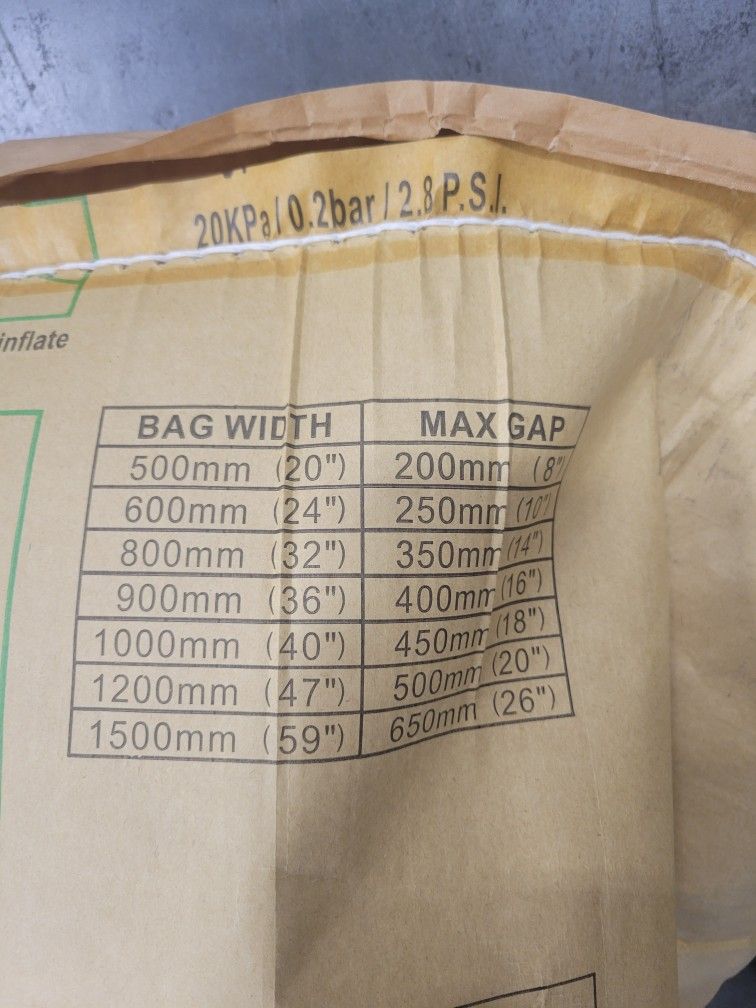 20KPa/0.2bar/2.8 P.S.I.
inflate
BAG WIDTH MAX GAP
500mm (20") 200mm (8")
600mm (24") 250mm (10")
800mm (32") 350mm (14")
900mm (36") 400mm (16")
1000mm (40") 450mm (18")
1200mm (47") 500mm (20")
1500mm (59") 650mm (26")